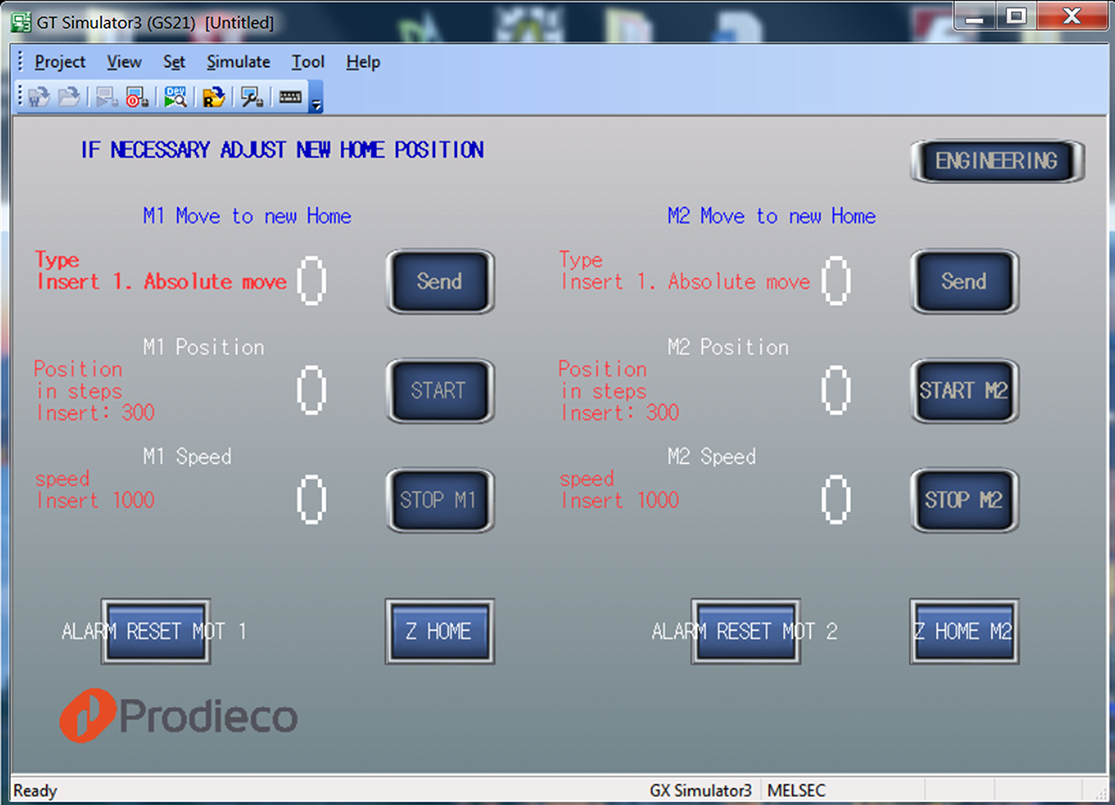 GT Simulator3 (GS21) [Untitled]
Project View Set Simulate Tool Help
IF NECESSARY ADJUST NEW HOME POSITION
ENGINEERING
M1 Move to new Home
M2 Move to new Home
Type
Insert 1. Absolute move
0
Send
Type
Insert 1. Absolute move
0
Send
M1 Position
M2 Position
Position
in steps
Insert: 300
0
START
Position
in steps
Insert: 300
0
START M2
M1 Speed
M2 Speed
speed
Insert 1000
0
STOP M1
speed
Insert 1000
0
STOP M2
ALARM RESET MOT 1
Z HOME
ALARM RESET MOT 2
Z HOME M2
Prodieco
Ready
GX Simulator3
MELSEC